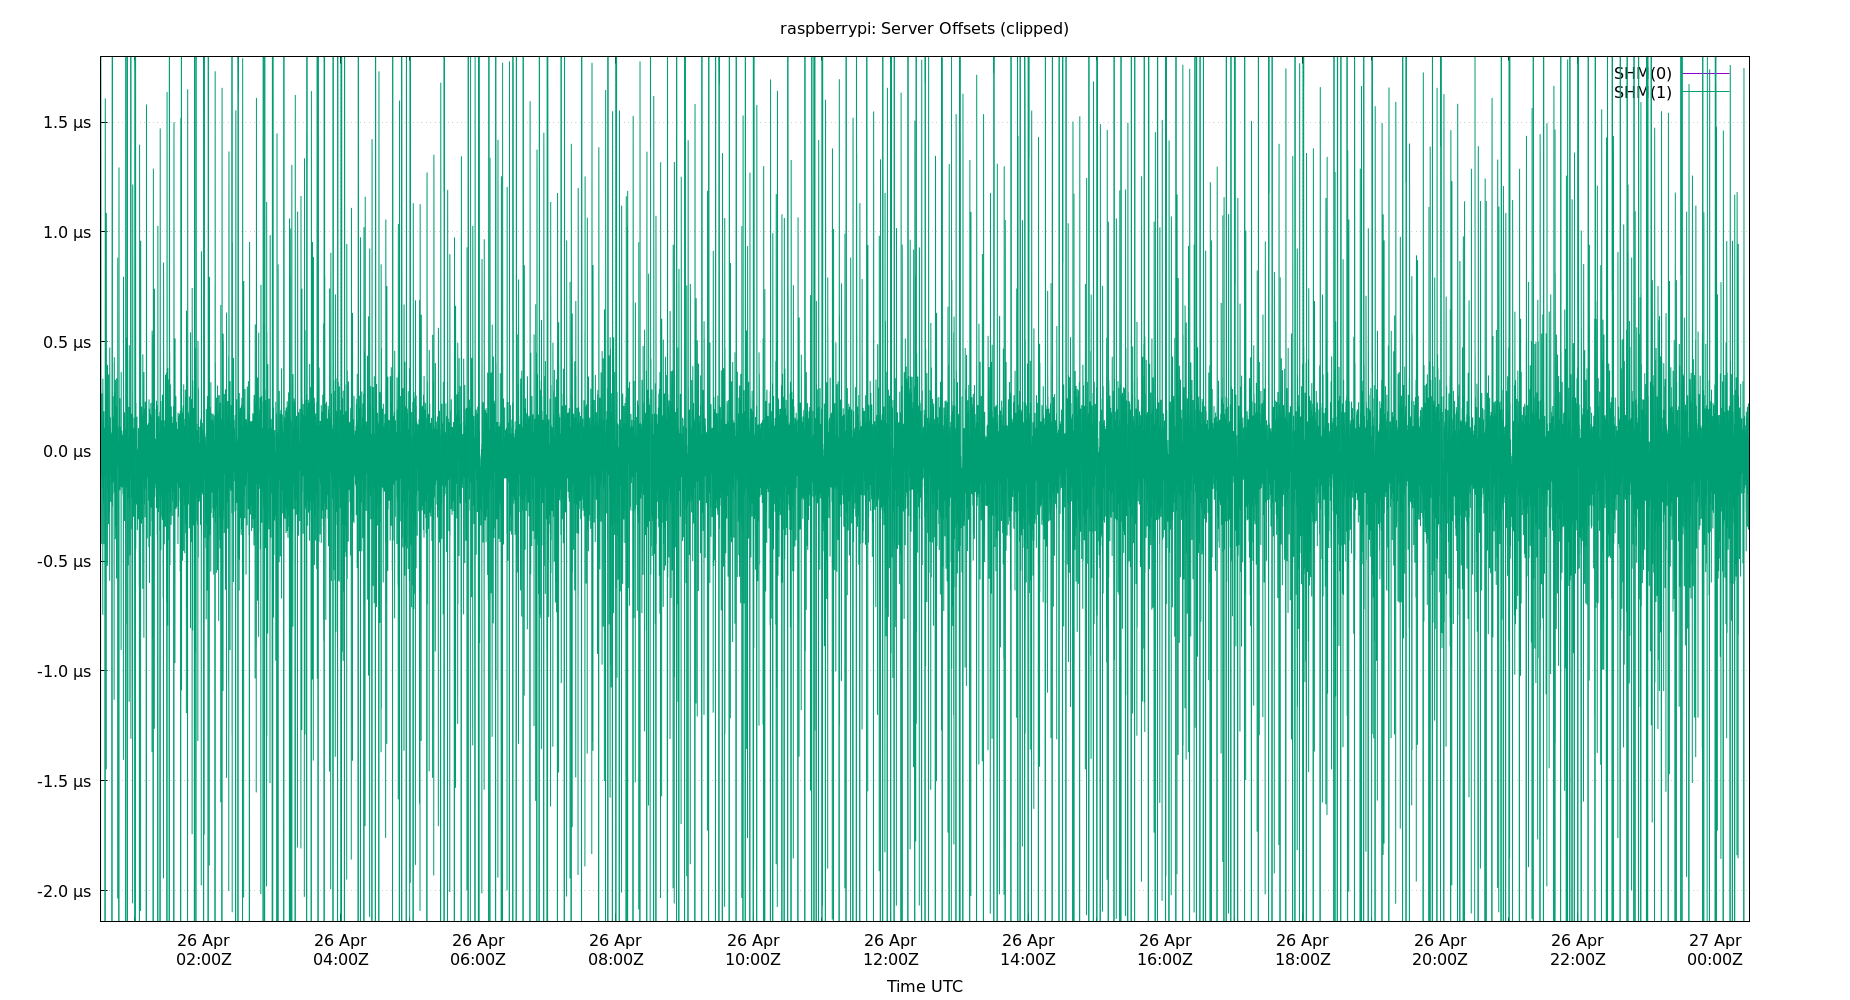 raspberrypi: Server Offsets (clipped)
SHM(0)
SHM(1)
1.5 µs
1.0 µs
0.5 µs
0.0 µs
-0.5 µs
-1.0 µs
-1.5 µs
-2.0 µs
26 Apr 26 Apr 26 Apr 26 Apr 26 Apr 26 Apr 26 Apr 26 Apr 26 Apr 26 Apr 26 Apr 27 Apr
02:00Z 04:00Z 06:00Z 08:00Z 10:00Z 12:00Z 14:00Z 16:00Z 18:00Z 20:00Z 22:00Z 00:00Z
Time UTC